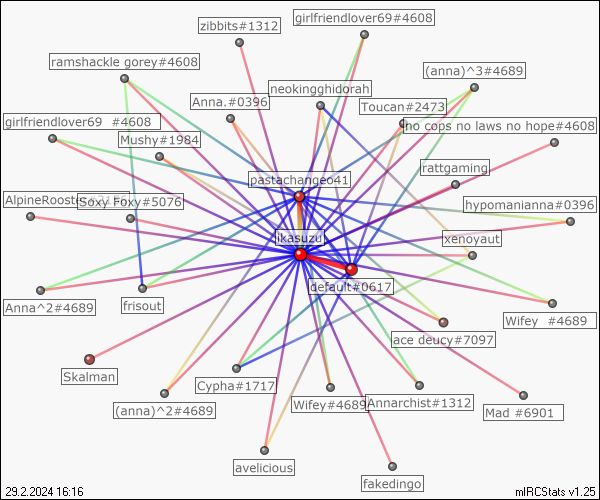 zibbits#1312
girlfriendlover69#4608
ramshackle gorey#4608
(anna)^3#4689
neokingghidorah
Anna.#0396
Toucan#2473
girlfriendlover69 #4608
no cops no laws no hope#4608
Mushy#1984
rattgaming
pastachangeo41
AlpineRooste
Soxy Foxy#5076
hypomanianna#0396
ikasuzu
xenoyaut
default#0617
Anna^2#4689
frisout
Wifey #4689
ace deucy#7097
Skalman
Cypha#1717
(anna)^2#4689
Wifey#4689
Annarchist#1312
Mad #6901
avelicious
fakedingo
29.2.2024 16:16
mIRCStats v1.25